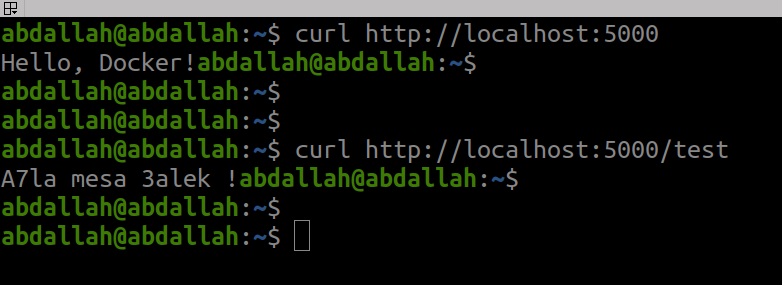 abdallah@abdallah:~$ curl http://localhost:5000
Hello, Docker!abdallah@abdallah:~$
abdallah@abdallah:~$
abdallah@abdallah:~$
abdallah@abdallah:~$ curl http://localhost:5000/test
A7la mesa 3alek !abdallah@abdallah:~$
abdallah@abdallah:~$
abdallah@abdallah:~$